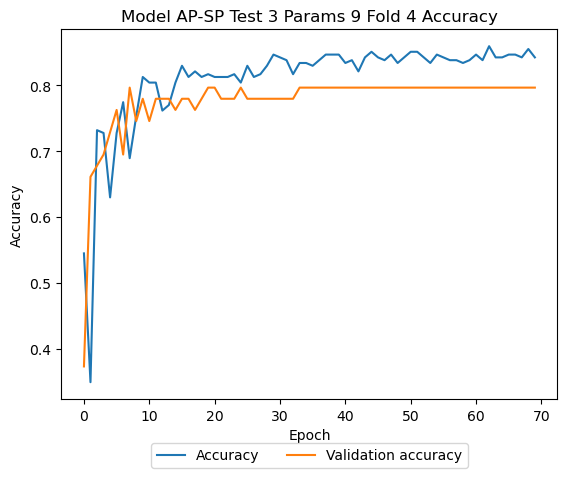 Model AP-SP Test 3 Params 9 Fold 4 Accuracy
Accuracy
0.8
0.7
0.6
0.5
0.4
0 10 20 30 40 50 60 70
Epoch
Accuracy Validation accuracy